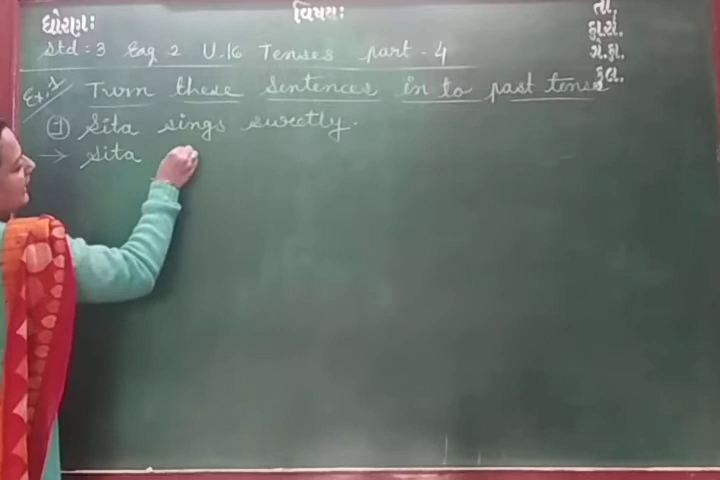 ધોરણ: વિષય: તા.
કુ.સં.
ગે.હા.
કુલ.
Std : 3 Eng 2 U.16 Tenses part - 4
Ex.1 Turn these Sentences in to past tense
① Sita sings sweetly.
→ Sita